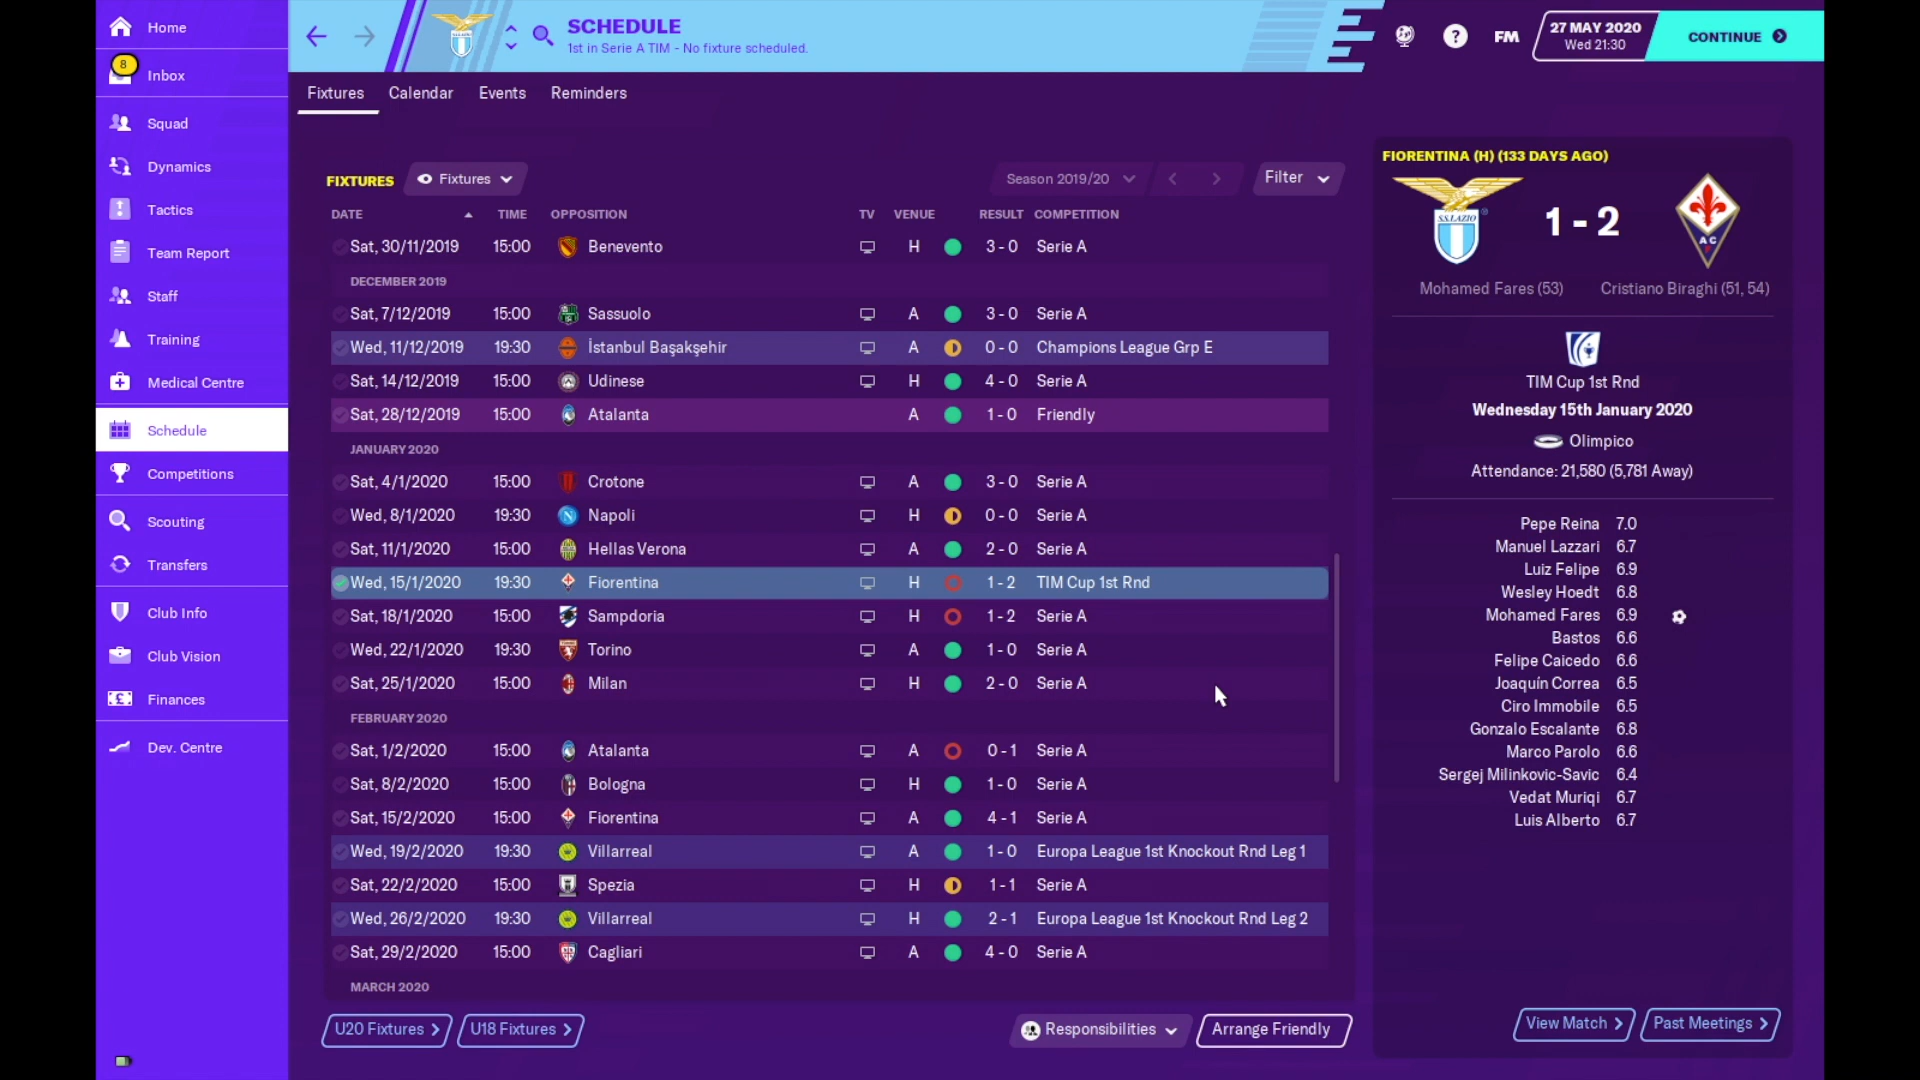 Home
8
Inbox
Squad
Dynamics
Tactics
Team Report
Staff
Training
Medical Centre
Schedule
Competitions
Scouting
Transfers
Club Info
Club Vision
Finances
Dev. Centre
S.S. LAZIO
SCHEDULE
1st in Serie A TIM - No fixture scheduled.
? FM
27 MAY 2020
Wed 21:30
CONTINUE
Fixtures Calendar Events Reminders
FIXTURES Fixtures Season 2019/20 Filter
DATE TIME OPPOSITION TV VENUE RESULT COMPETITION
Sat, 30/11/2019 15:00 Benevento H 3 - 0 Serie A
DECEMBER 2019
Sat, 7/12/2019 15:00 Sassuolo A 3 - 0 Serie A
Wed, 11/12/2019 19:30 İstanbul Başakşehir A 0 - 0 Champions League Grp E
Sat, 14/12/2019 15:00 Udinese H 4 - 0 Serie A
Sat, 28/12/2019 15:00 Atalanta A 1 - 0 Friendly
JANUARY 2020
Sat, 4/1/2020 15:00 Crotone A 3 - 0 Serie A
Wed, 8/1/2020 19:30 Napoli H 0 - 0 Serie A
Sat, 11/1/2020 15:00 Hellas Verona A 2 - 0 Serie A
Wed, 15/1/2020 19:30 Fiorentina H 1 - 2 TIM Cup 1st Rnd
Sat, 18/1/2020 15:00 Sampdoria H 1 - 2 Serie A
Wed, 22/1/2020 19:30 Torino A 1 - 0 Serie A
Sat, 25/1/2020 15:00 Milan H 2 - 0 Serie A
FEBRUARY 2020
Sat, 1/2/2020 15:00 Atalanta A 0 - 1 Serie A
Sat, 8/2/2020 15:00 Bologna H 1 - 0 Serie A
Sat, 15/2/2020 15:00 Fiorentina A 4 - 1 Serie A
Wed, 19/2/2020 19:30 Villarreal A 1 - 0 Europa League 1st Knockout Rnd Leg 1
Sat, 22/2/2020 15:00 Spezia H 1 - 1 Serie A
Wed, 26/2/2020 19:30 Villarreal H 2 - 1 Europa League 1st Knockout Rnd Leg 2
Sat, 29/2/2020 15:00 Cagliari A 4 - 0 Serie A
MARCH 2020
U20 Fixtures U18 Fixtures Responsibilities Arrange Friendly
FIORENTINA (H) (133 DAYS AGO)
S.S. LAZIO
1 - 2
AC
Mohamed Fares (53) Cristiano Biraghi (51, 54)
TIM Cup 1st Rnd
Wednesday 15th January 2020
Olimpico
Attendance: 21,580 (5,781 Away)
Pepe Reina 7.0
Manuel Lazzari 6.7
Luiz Felipe 6.9
Wesley Hoedt 6.8
Mohamed Fares 6.9
Bastos 6.6
Felipe Caicedo 6.6
Joaquín Correa 6.5
Ciro Immobile 6.5
Gonzalo Escalante 6.8
Marco Parolo 6.6
Sergej Milinkovic-Savic 6.4
Vedat Muriqi 6.7
Luis Alberto 6.7
View Match Past Meetings